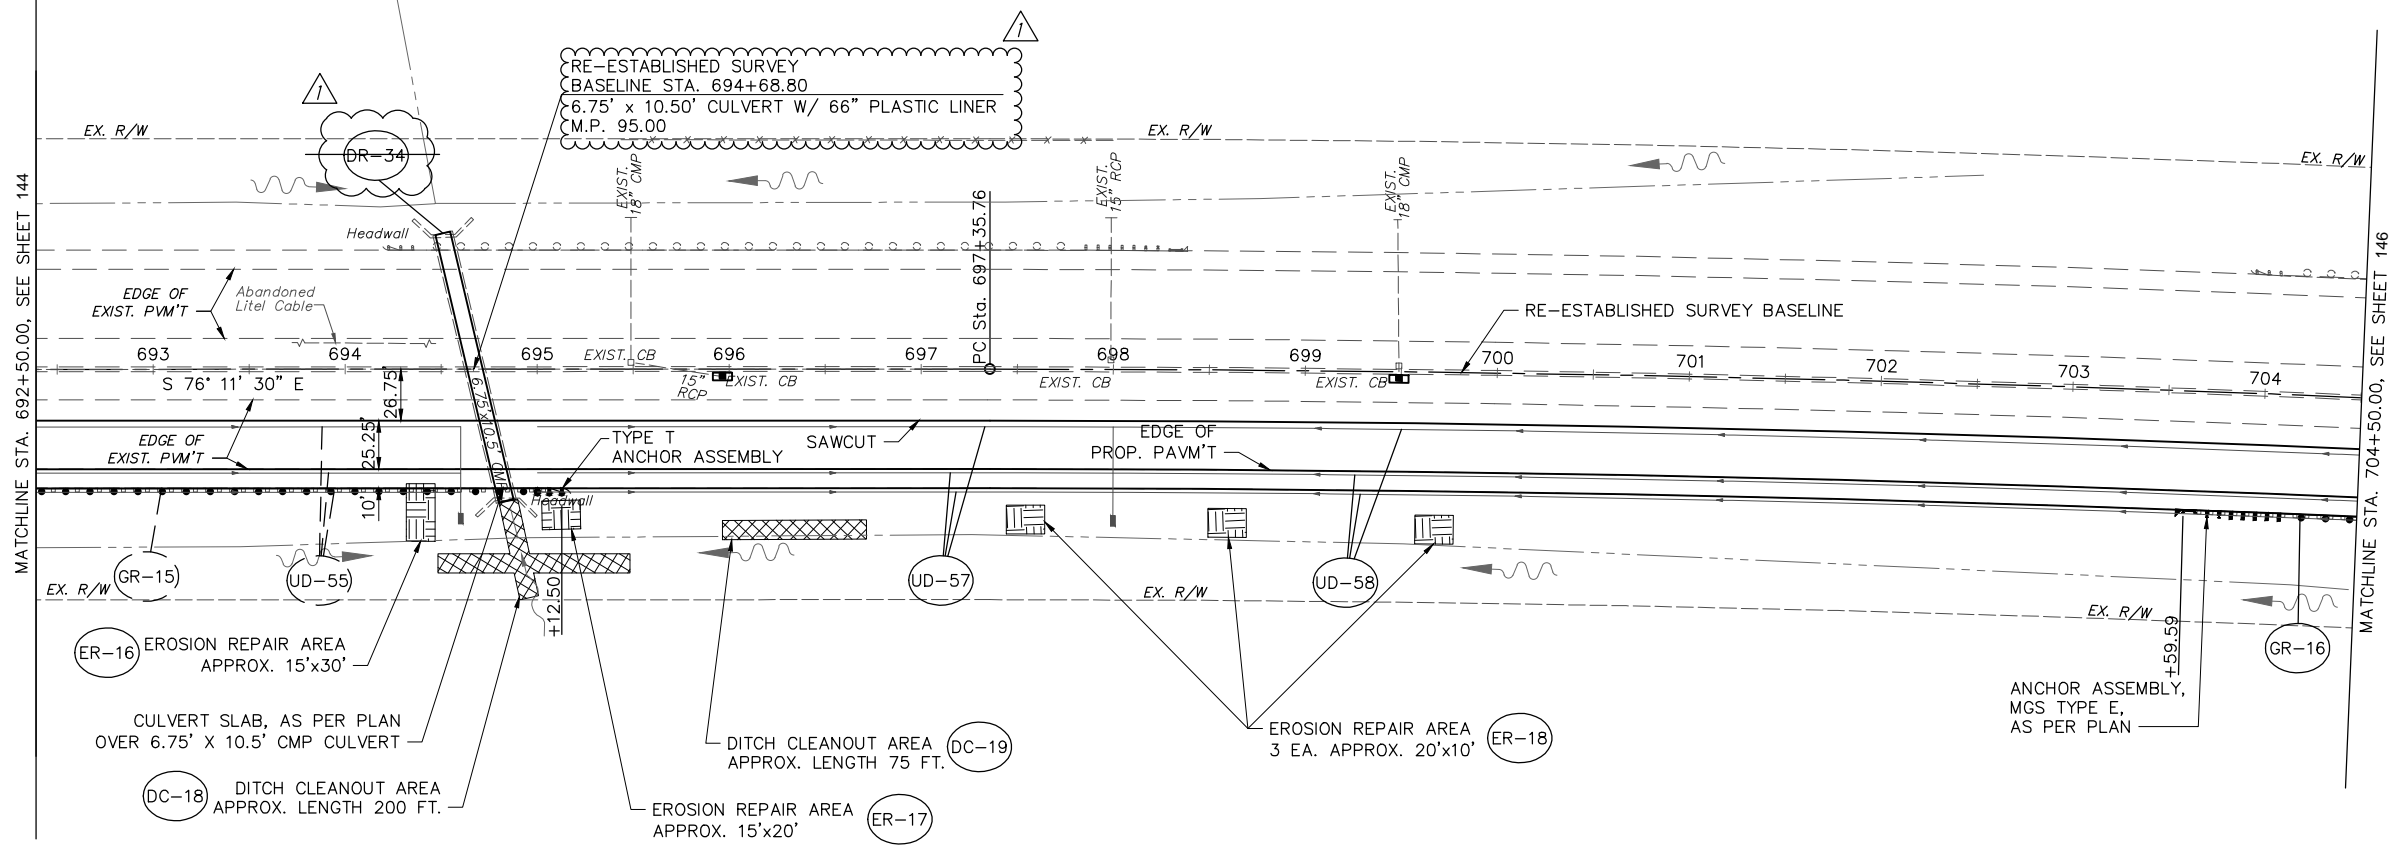 1
1
RE-ESTABLISHED SURVEY
BASELINE STA. 694+68.80
6.75' x 10.50' CULVERT W/ 66" PLASTIC LINER
M.P. 95.00
DR-34
EX. R/W
EX. R/W
EX. R/W
MATCHLINE STA. 692+50.00, SEE SHEET 144
EXIST.
18" CMP
EXIST.
15" RCP
EXIST.
18" CMP
PC Sta. 697+35.76
Headwall
EDGE OF
EXIST. PVM'T
Abandoned
Litel Cable
RE-ESTABLISHED SURVEY BASELINE
MATCHLINE STA. 704+50.00, SEE SHEET 146
693
694
695
696
697
698
699
700
701
702
703
704
S 76° 11' 30" E
EXIST. CB
15"
RCP
EXIST. CB
EXIST. CB
EXIST. CB
26.75'
6.75'x10.5' CMP
25.25'
10'
EDGE OF
EXIST. PVM'T
TYPE T
ANCHOR ASSEMBLY
SAWCUT
EDGE OF
PROP. PAVM'T
Headwall
GR-15
UD-55
UD-57
UD-58
EX. R/W
EX. R/W
EX. R/W
+12.50
+59.59
GR-16
ER-16
EROSION REPAIR AREA
APPROX. 15'x30'
CULVERT SLAB, AS PER PLAN
OVER 6.75' X 10.5' CMP CULVERT
DC-18
DITCH CLEANOUT AREA
APPROX. LENGTH 200 FT.
DITCH CLEANOUT AREA
APPROX. LENGTH 75 FT.
DC-19
EROSION REPAIR AREA
APPROX. 15'x20'
ER-17
EROSION REPAIR AREA
3 EA. APPROX. 20'x10'
ER-18
ANCHOR ASSEMBLY,
MGS TYPE E,
AS PER PLAN